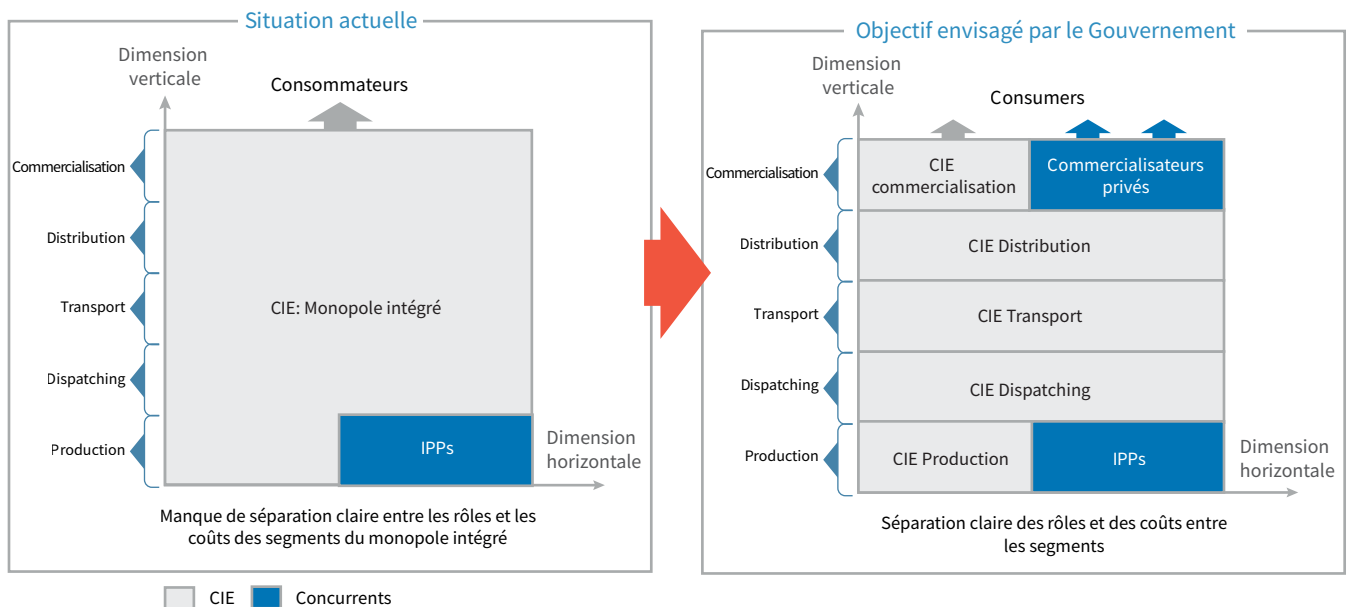 Situation actuelle
Dimension
verticale
Consommateurs
Commercialisation
Distribution
Transport
Dispatching
Production
CIE: Monopole intégré
IPPs
Dimension
horizontale
Manque de séparation claire entre les rôles et les
coûts des segments du monopole intégré
Objectif envisagé par le Gouvernement
Dimension
verticale
Consumers
Commercialisation
CIE
commercialisation
Commercialisateurs
privés
Distribution
CIE Distribution
Transport
CIE Transport
Dispatching
CIE Dispatching
Production
CIE Production
IPPs
Dimension
horizontale
Séparation claire des rôles et des coûts entre
les segments
CIE
Concurrents